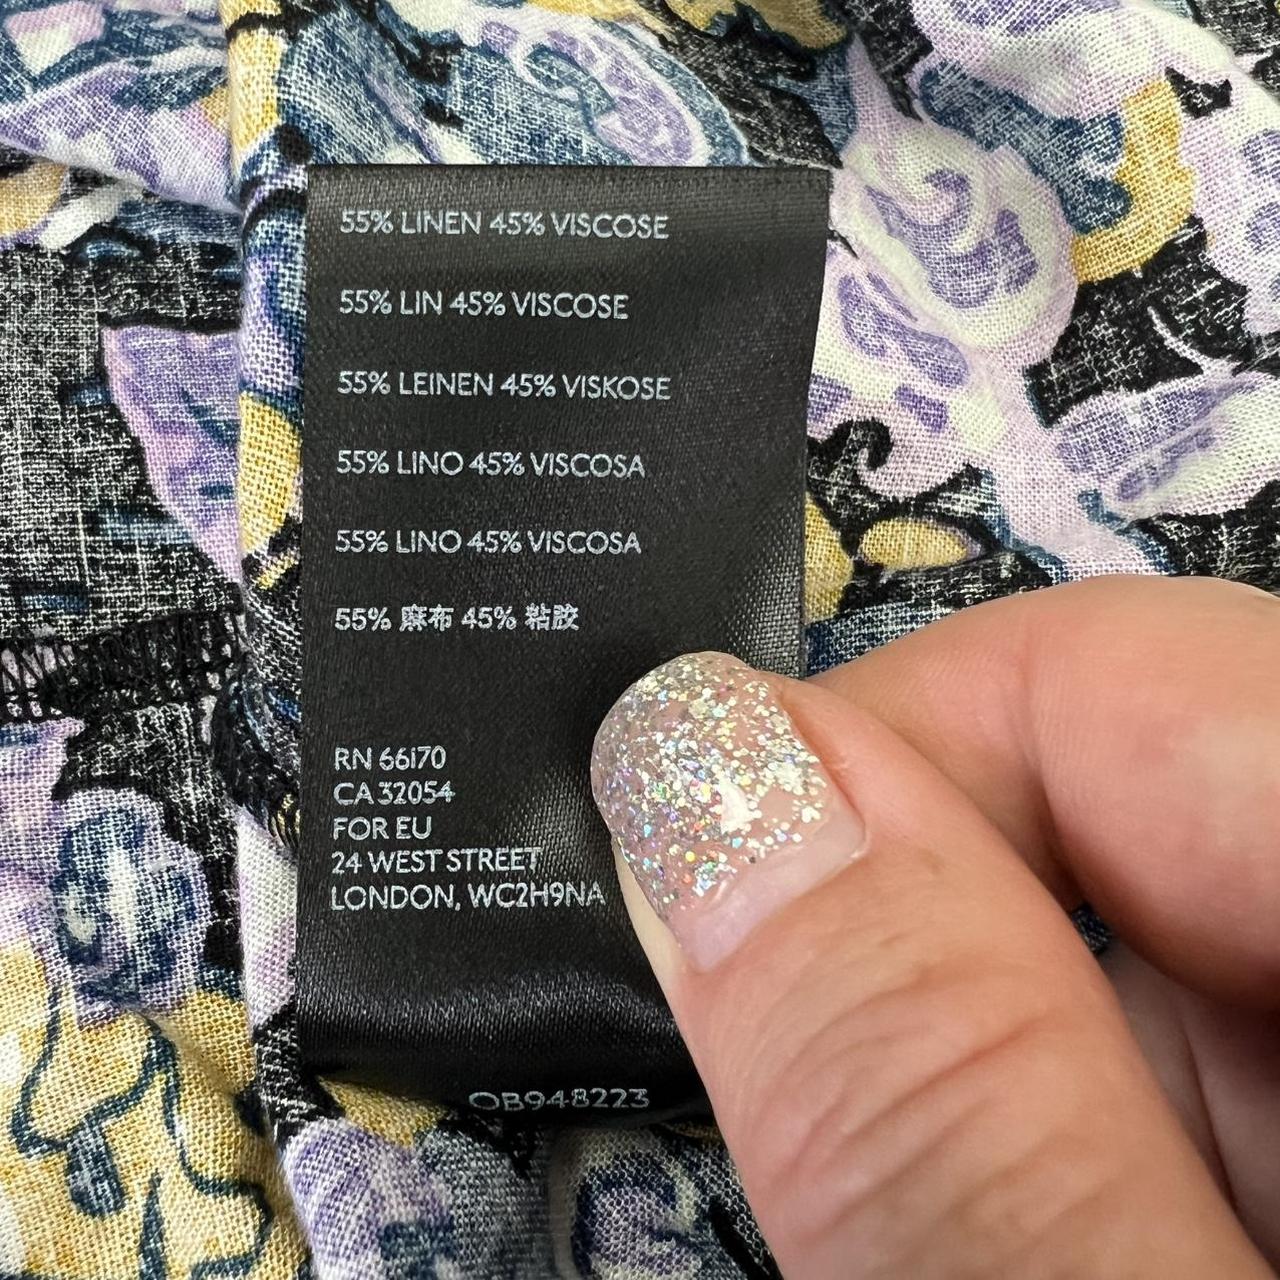 55% LINEN 45% VISCOSE
55% LIN 45% VISCOSE
55% LEINEN 45% VISKOSE
55% LINO 45% VISCOSA
55% LINO 45% VISCOSA
55% 麻布 45% 粘胶
RN 66170
CA 32054
FOR EU
24 WEST STREET
LONDON, WC2H9NA
OB948223